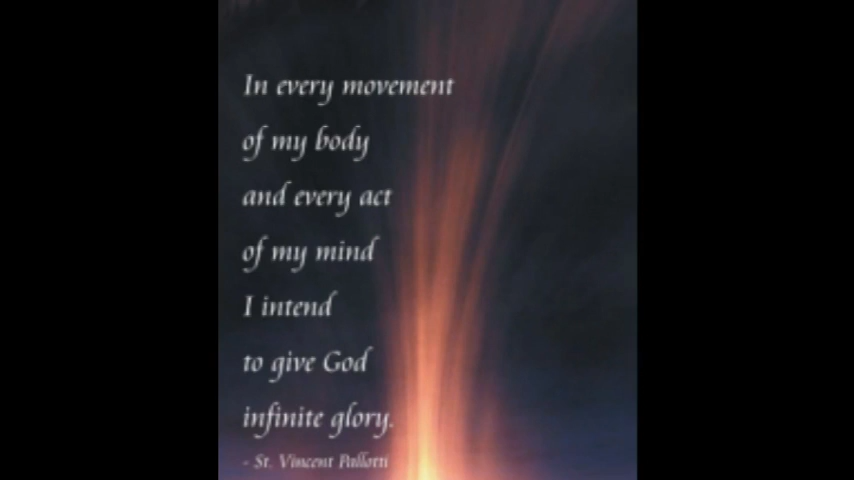 In every movement
of my body
and every act
of my mind
I intend
to give God
infinite glory.
- St. Vincent Pallotti